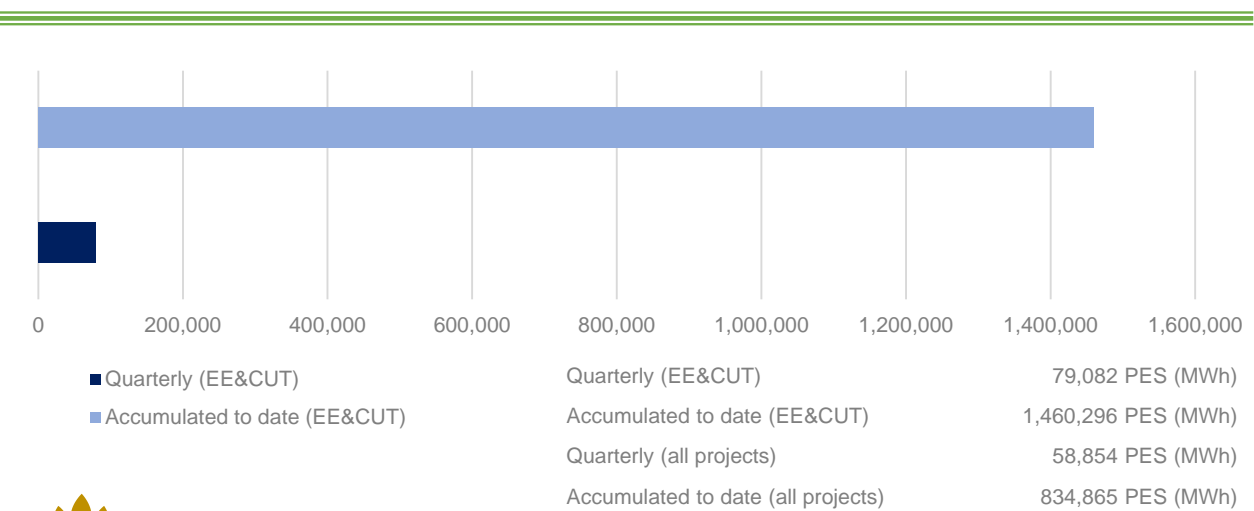 0 200,000 400,000 600,000 800,000 1,000,000 1,200,000 1,400,000 1,600,000
Quarterly (EE&CUT)
Accumulated to date (EE&CUT)
Quarterly (EE&CUT) 79,082 PES (MWh)
Accumulated to date (EE&CUT) 1,460,296 PES (MWh)
Quarterly (all projects) 58,854 PES (MWh)
Accumulated to date (all projects) 834,865 PES (MWh)